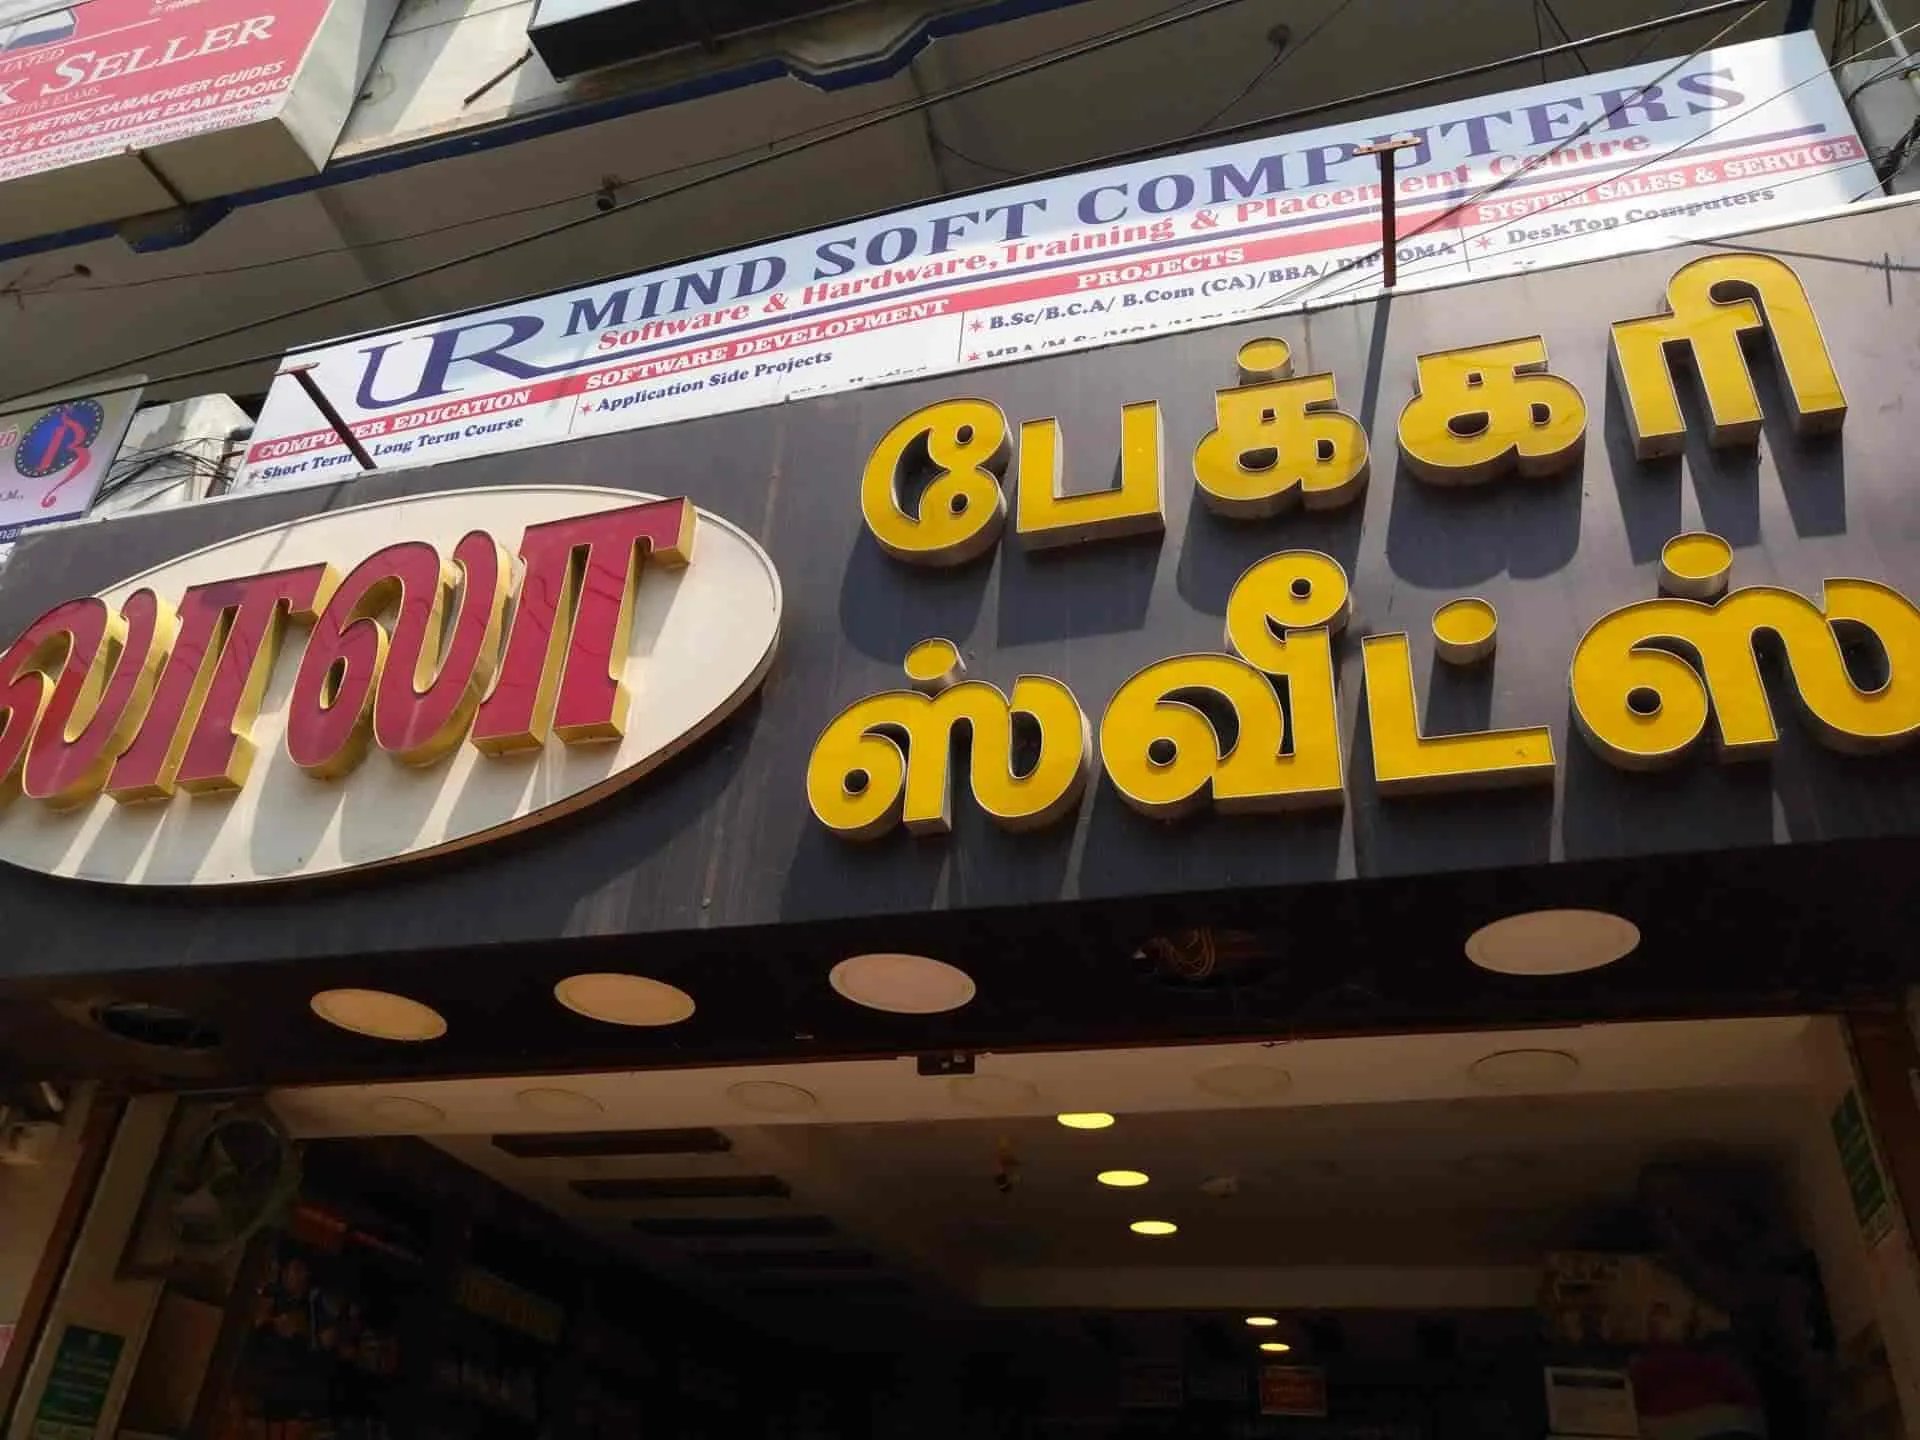 SELLER
METRIC/SAMACHEER GUIDES
& COMPETITIVE EXAM BOOKS
UR MIND SOFT COMPUTERS
Software & Hardware, Training & Placement Centre
COMPUTER EDUCATION
* Short Term
Long Term Course
SOFTWARE DEVELOPMENT
* Application Side Projects
PROJECTS
* B.Sc/B.C.A/ B.Com (CA)/BBA/ DIPLOMA
SYSTEM SALES & SERVICE
* DeskTop Computers
லாலா
பேக்கரி
ஸ்வீட்ஸ்